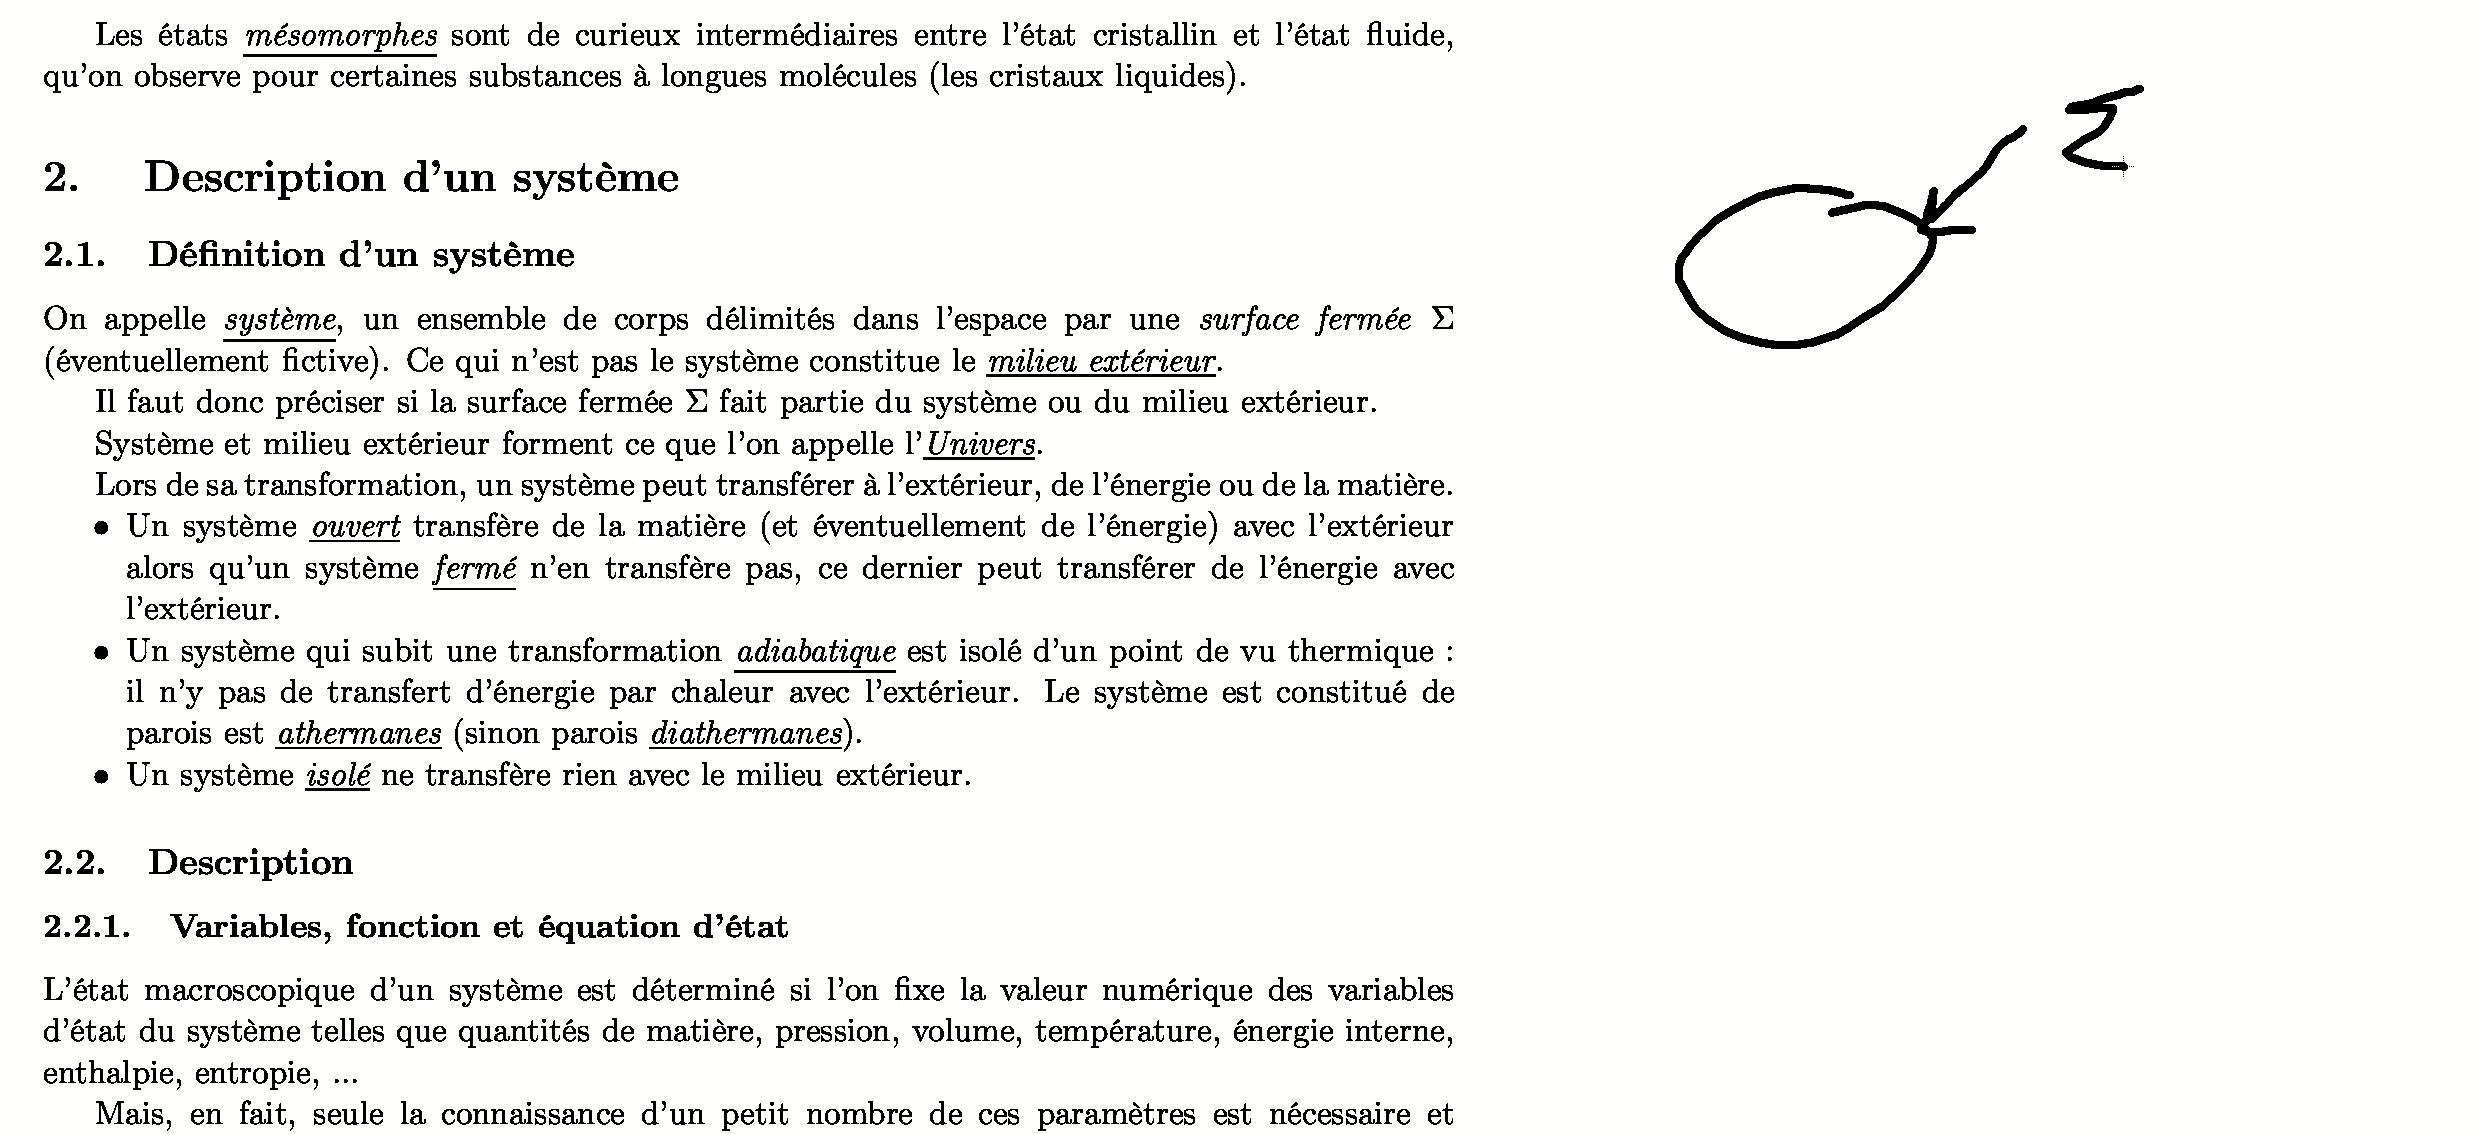 Les états mésomorphes sont de curieux intermédiaires entre l'état cristallin et l'état fluide,
qu'on observe pour certaines substances à longues molécules (les cristaux liquides).
Σ
2. Description d'un système
2.1. Définition d'un système
On appelle système, un ensemble de corps délimités dans l'espace par une surface fermée Σ
(éventuellement fictive). Ce qui n'est pas le système constitue le milieu extérieur.
Il faut donc préciser si la surface fermée Σ fait partie du système ou du milieu extérieur.
Système et milieu extérieur forment ce que l'on appelle l'Univers.
Lors de sa transformation, un système peut transférer à l'extérieur, de l'énergie ou de la matière.
• Un système ouvert transfère de la matière (et éventuellement de l'énergie) avec l'extérieur
alors qu'un système fermé n'en transfère pas, ce dernier peut transférer de l'énergie avec
l'extérieur.
• Un système qui subit une transformation adiabatique est isolé d'un point de vu thermique :
il n'y pas de transfert d'énergie par chaleur avec l'extérieur. Le système est constitué de
parois est athermanes (sinon parois diathermanes).
• Un système isolé ne transfère rien avec le milieu extérieur.
2.2. Description
2.2.1. Variables, fonction et équation d'état
L'état macroscopique d'un système est déterminé si l'on fixe la valeur numérique des variables
d'état du système telles que quantités de matière, pression, volume, température, énergie interne,
enthalpie, entropie, ...
Mais, en fait, seule la connaissance d'un petit nombre de ces paramètres est nécessaire et